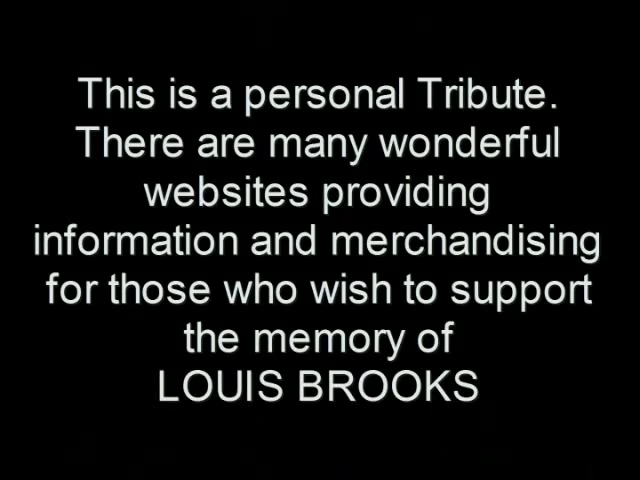 This is a personal Tribute.
There are many wonderful
websites providing
information and merchandising
for those who wish to support
the memory of
LOUIS BROOKS